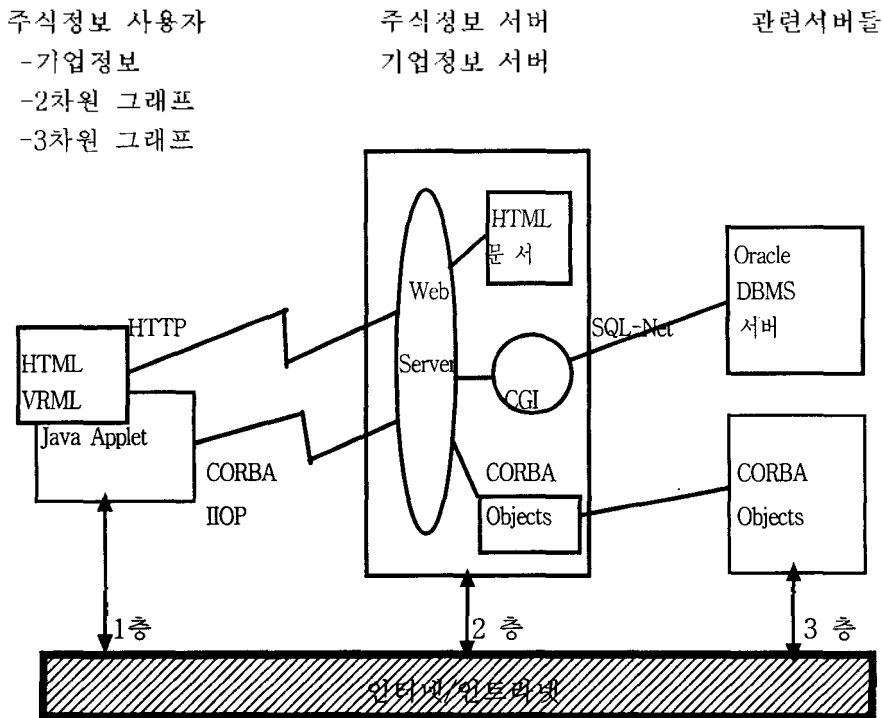 주식정보 사용자
-기업정보
-2차원 그래프
-3차원 그래프
주식정보 서버
기업정보 서버
관련서버들
HTML
VRML
Java Applet
HTTP
CORBA
IIOP
Web
Server
HTML
문 서
CGI
CORBA
Objects
SQL-Net
Oracle
DBMS
서버
CORBA
Objects
1층
2 층
3 층
인터넷/인트라넷